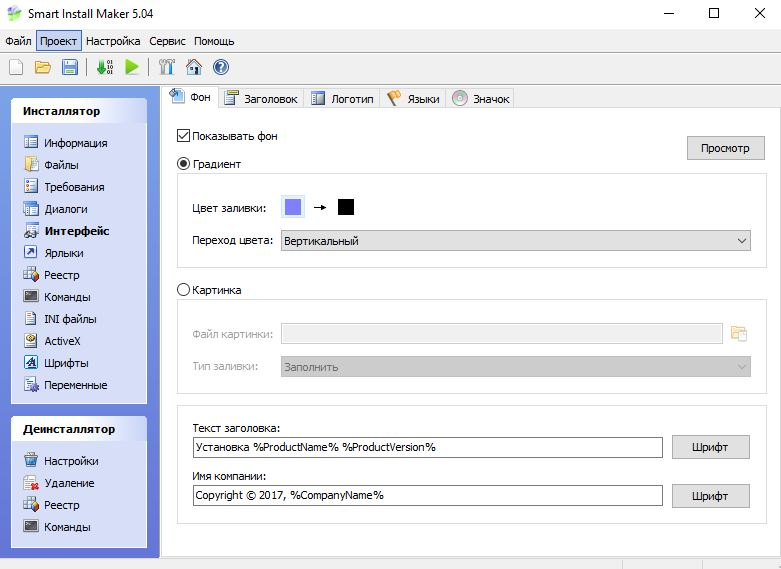 Smart Install Maker 5.04
Файл Проект Настройка Сервис Помощь
Инсталлятор
Информация
Файлы
Требования
Диалоги
Интерфейс
Ярлыки
Реестр
Команды
INI файлы
ActiveX
Шрифты
Переменные
Деинсталлятор
Настройки
Удаление
Реестр
Команды
Фон Заголовок Логотип Языки Значок
Показывать фон
Просмотр
Градиент
Цвет заливки:
Переход цвета: Вертикальный
Картинка
Файл картинки:
Тип заливки: Заполнить
Текст заголовка:
Установка %ProductName% %ProductVersion% Шрифт
Имя компании:
Copyright © 2017, %CompanyName% Шрифт